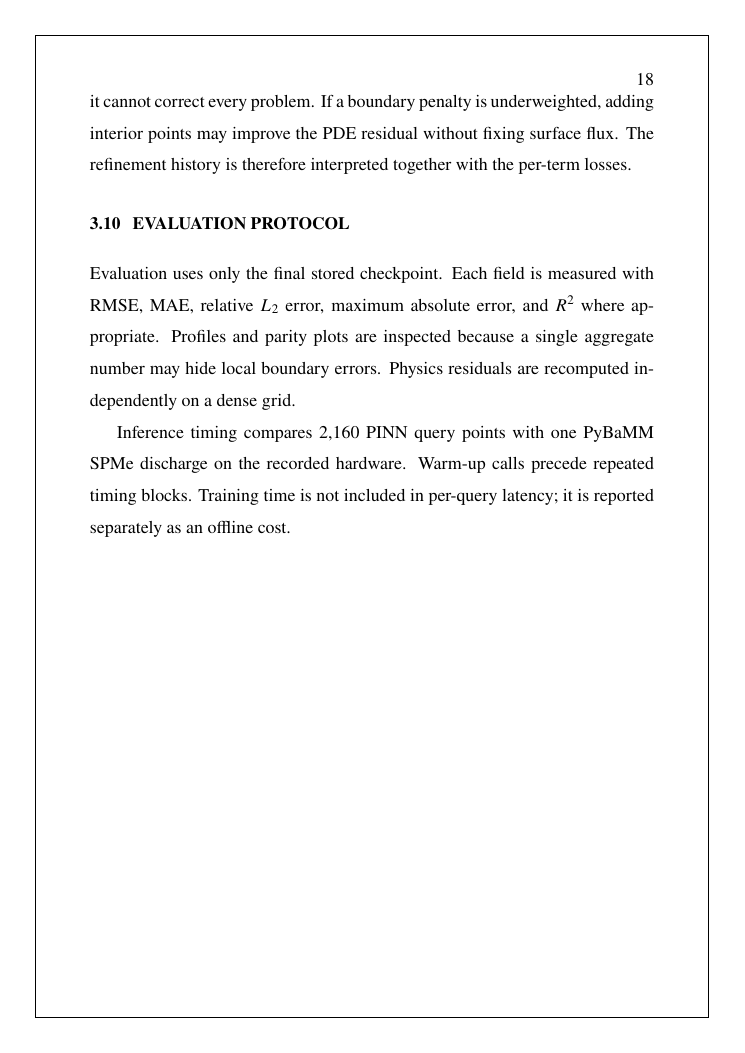 18
it cannot correct every problem. If a boundary penalty is underweighted, adding
interior points may improve the PDE residual without fixing surface flux. The
refinement history is therefore interpreted together with the per-term losses.
3.10 EVALUATION PROTOCOL
Evaluation uses only the final stored checkpoint. Each field is measured with
RMSE, MAE, relative L₂ error, maximum absolute error, and R² where ap-
propriate. Profiles and parity plots are inspected because a single aggregate
number may hide local boundary errors. Physics residuals are recomputed in-
dependently on a dense grid.
Inference timing compares 2,160 PINN query points with one PyBaMM
SPMe discharge on the recorded hardware. Warm-up calls precede repeated
timing blocks. Training time is not included in per-query latency; it is reported
separately as an offline cost.